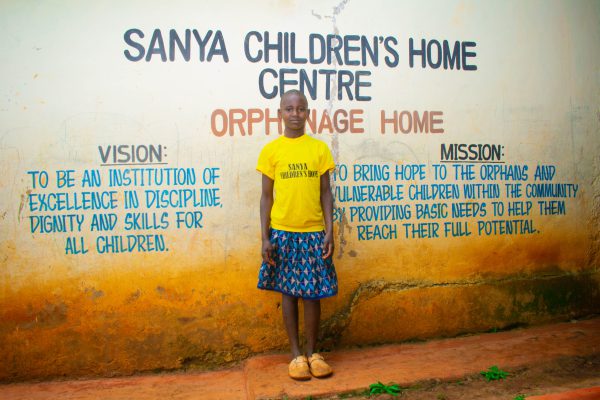 SANYA CHILDREN'S HOME
CENTRE
ORPHANAGE HOME
VISION:
TO BE AN INSTITUTION OF
EXCELLENCE IN DISCIPLINE,
DIGNITY AND SKILLS FOR
ALL CHILDREN.
MISSION:
TO BRING HOPE TO THE ORPHANS AND
VULNERABLE CHILDREN WITHIN THE COMMUNITY
BY PROVIDING BASIC NEEDS TO HELP THEM
REACH THEIR FULL POTENTIAL.
SANYA
CHILDREN'S HOME